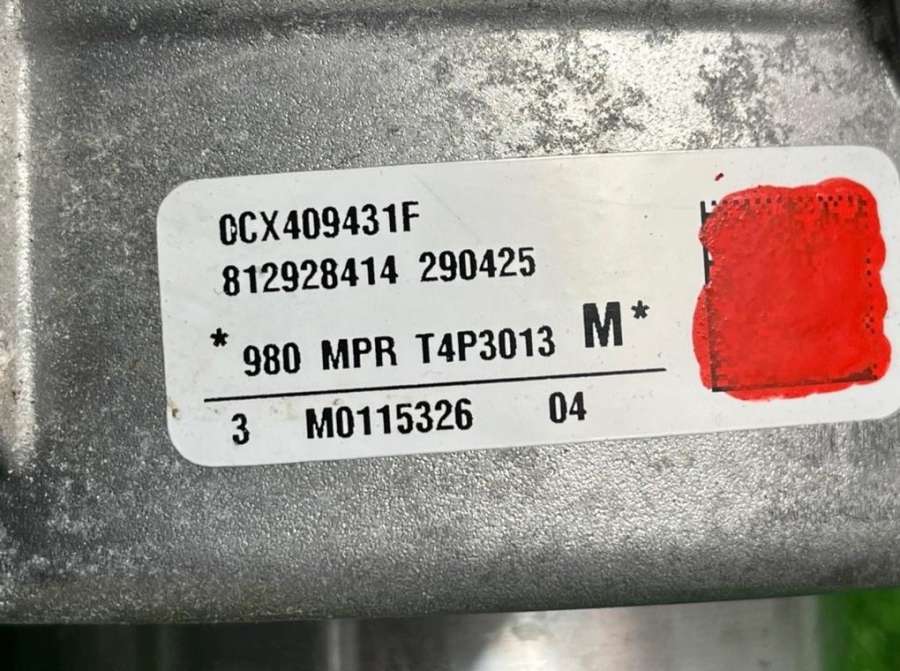 0CX409431F
812928414 290425
* 980 MPR T4P3013 M*
3 M0115326 04